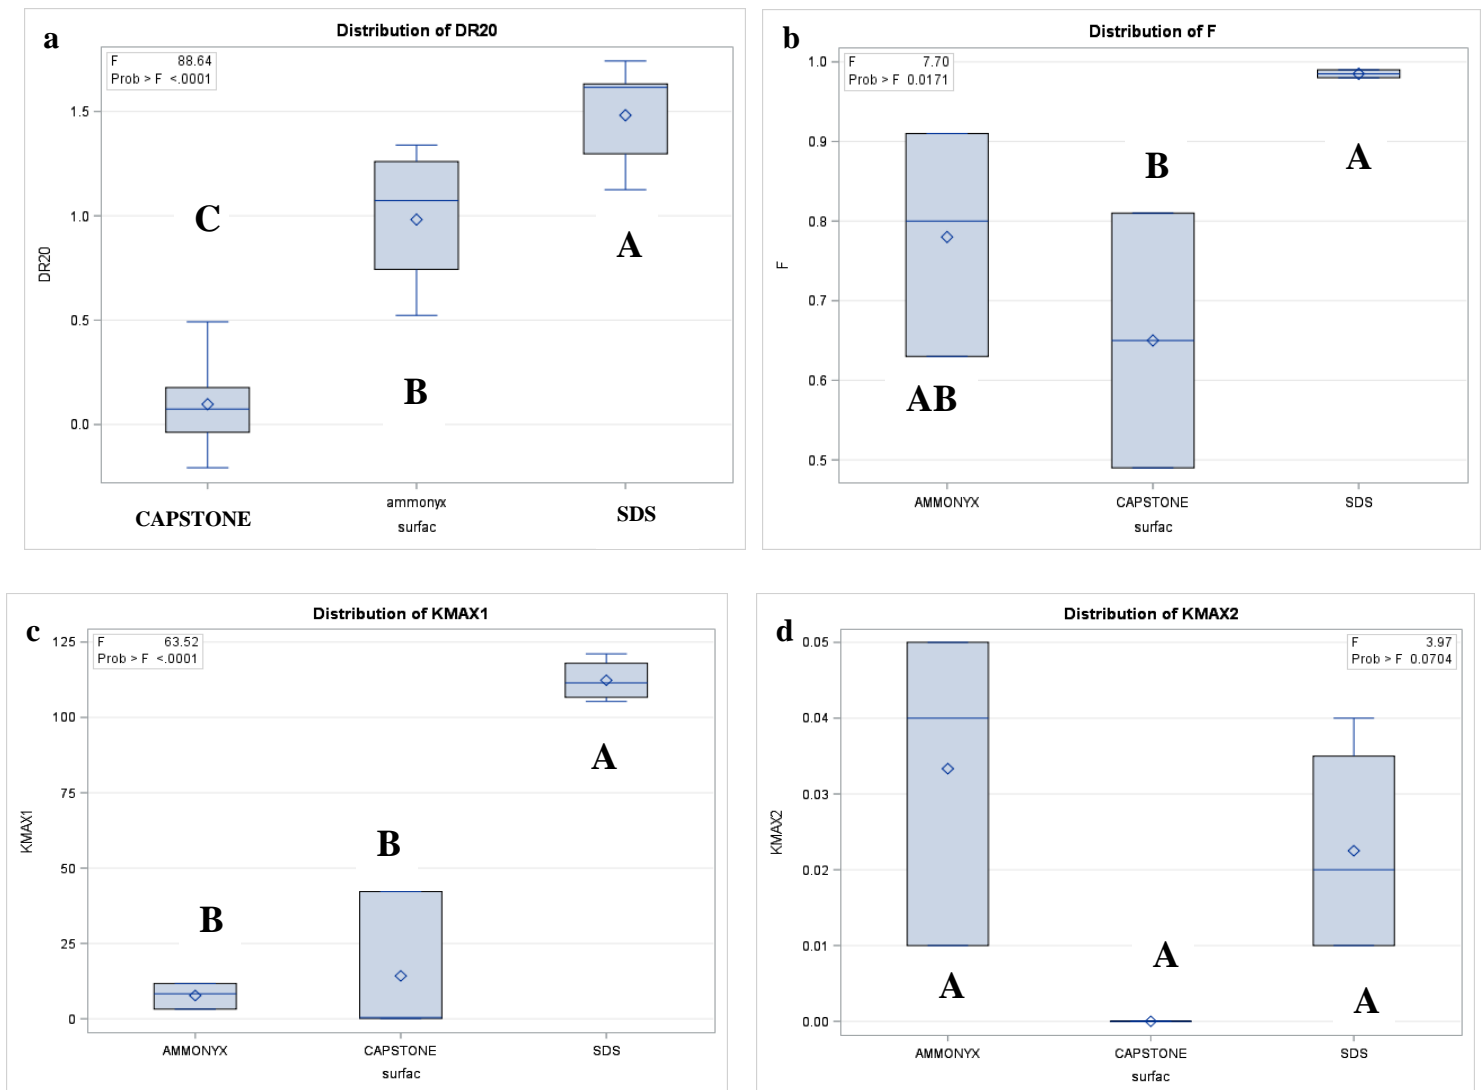 a
Distribution of DR20
F 88.64
Prob > F <.0001
DR20
1.5
1.0
0.5
0.0
C
B
A
CAPSTONE
ammonyx
SDS
surfac
b
Distribution of F
F 7.70
Prob > F 0.0171
F
1.0
0.9
0.8
0.7
0.6
0.5
AB
B
A
AMMONYX
CAPSTONE
SDS
surfac
c
Distribution of KMAX1
F 63.52
Prob > F <.0001
KMAX1
125
100
75
50
25
0
B
B
A
AMMONYX
CAPSTONE
SDS
surfac
d
Distribution of KMAX2
F 3.97
Prob > F 0.0704
KMAX2
0.05
0.04
0.03
0.02
0.01
0.00
A
A
A
AMMONYX
CAPSTONE
SDS
surfac